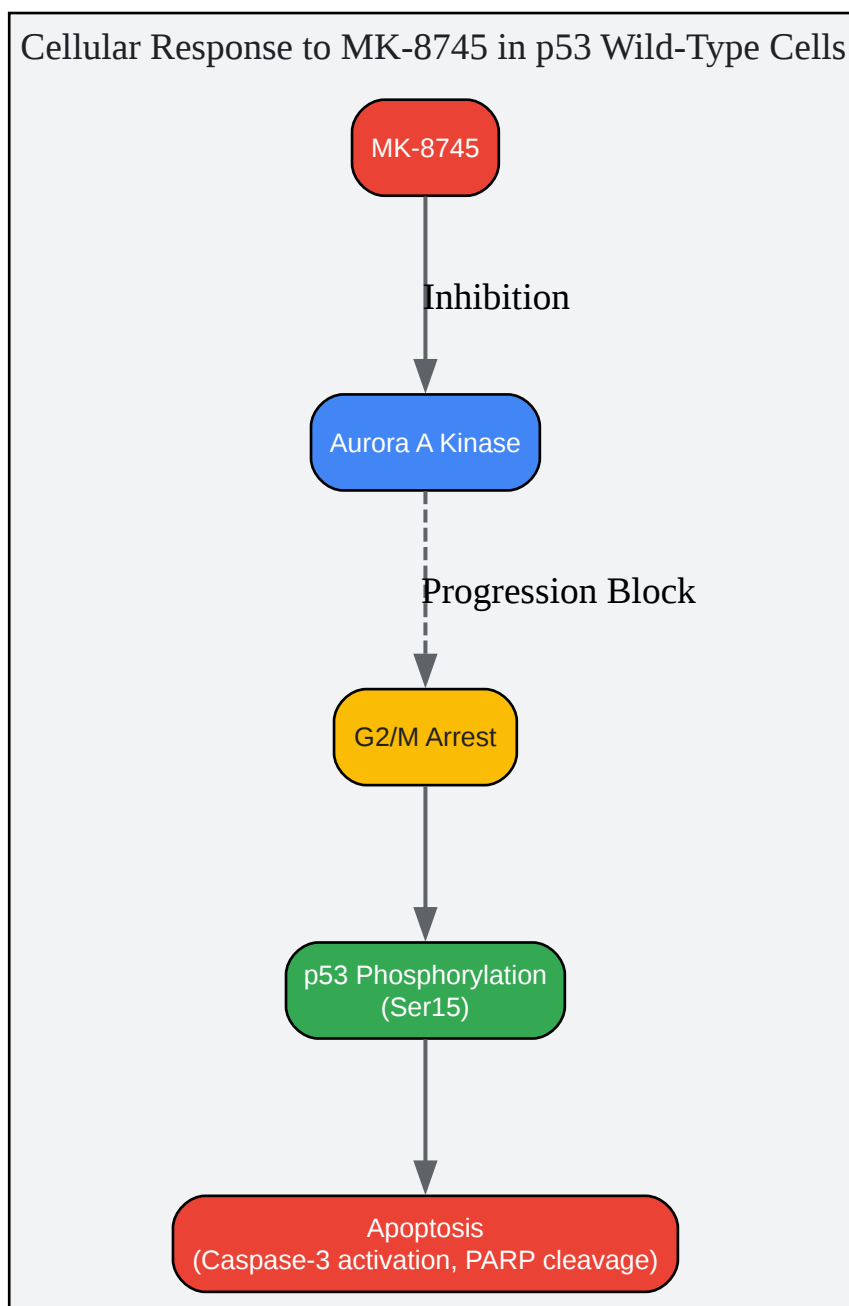 Cellular Response to MK-8745 in p53 Wild-Type Cells
MK-8745
Inhibition
Aurora A Kinase
Progression Block
G2/M Arrest
p53 Phosphorylation
(Ser15)
Apoptosis
(Caspase-3 activation, PARP cleavage)